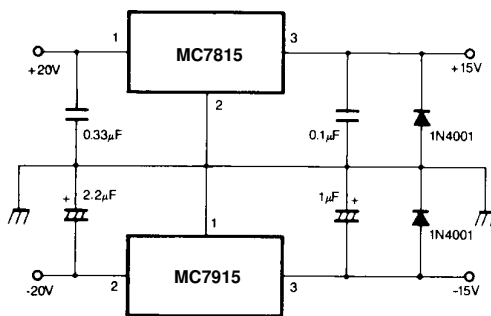 1
MC7815
3
+20V
2
+15V
0.33µF
0.1µF
1N4001
+
2.2µF
1
1µF
+
1N4001
-20V
2
MC7915
3
-15V